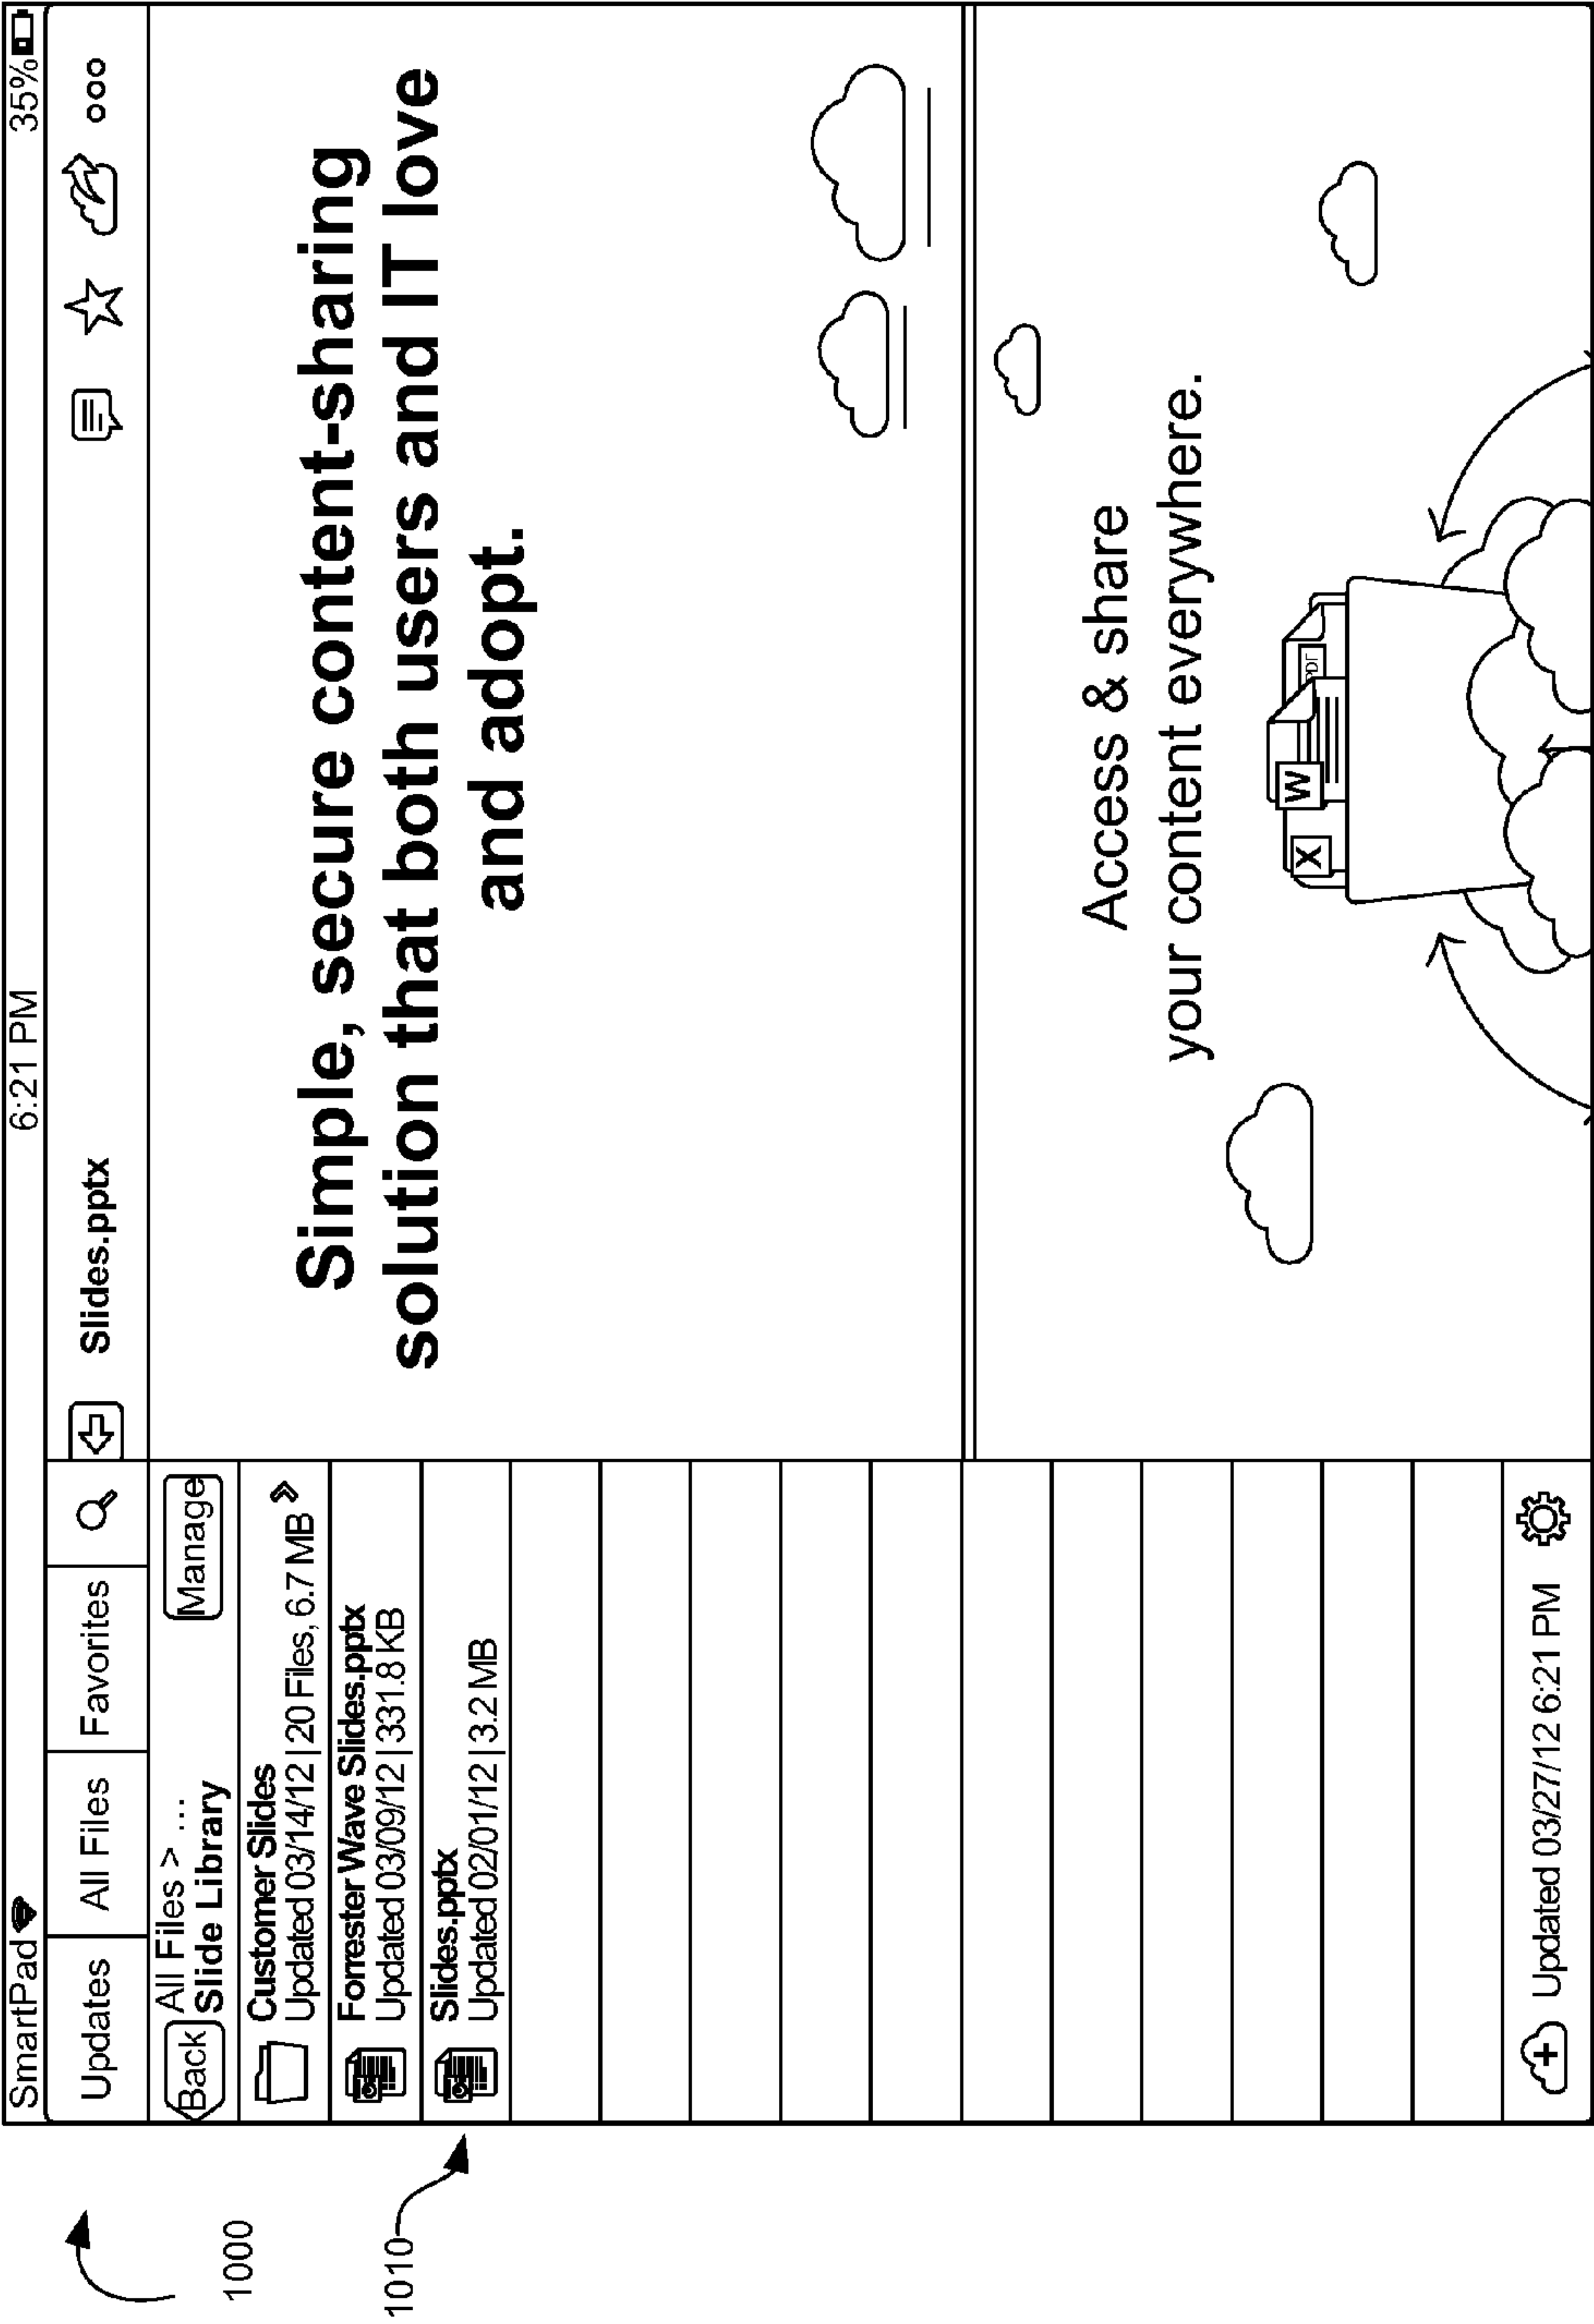 SmartPad
6:21 PM
35%
Updates
All Files
Favorites
Slides.pptx
Back
All Files > ...
Slide Library
Manage
Customer Slides
Updated 03/14/12 | 20 Files, 6.7 MB
Forrester Wave Slides.pptx
Updated 03/09/12 | 331.8 KB
Slides.pptx
Updated 02/01/12 | 3.2 MB
Updated 03/27/12 6:21 PM
Simple, secure content-sharing
solution that both users and IT love
and adopt.
Access & share
your content everywhere.
X
W
1000
1010